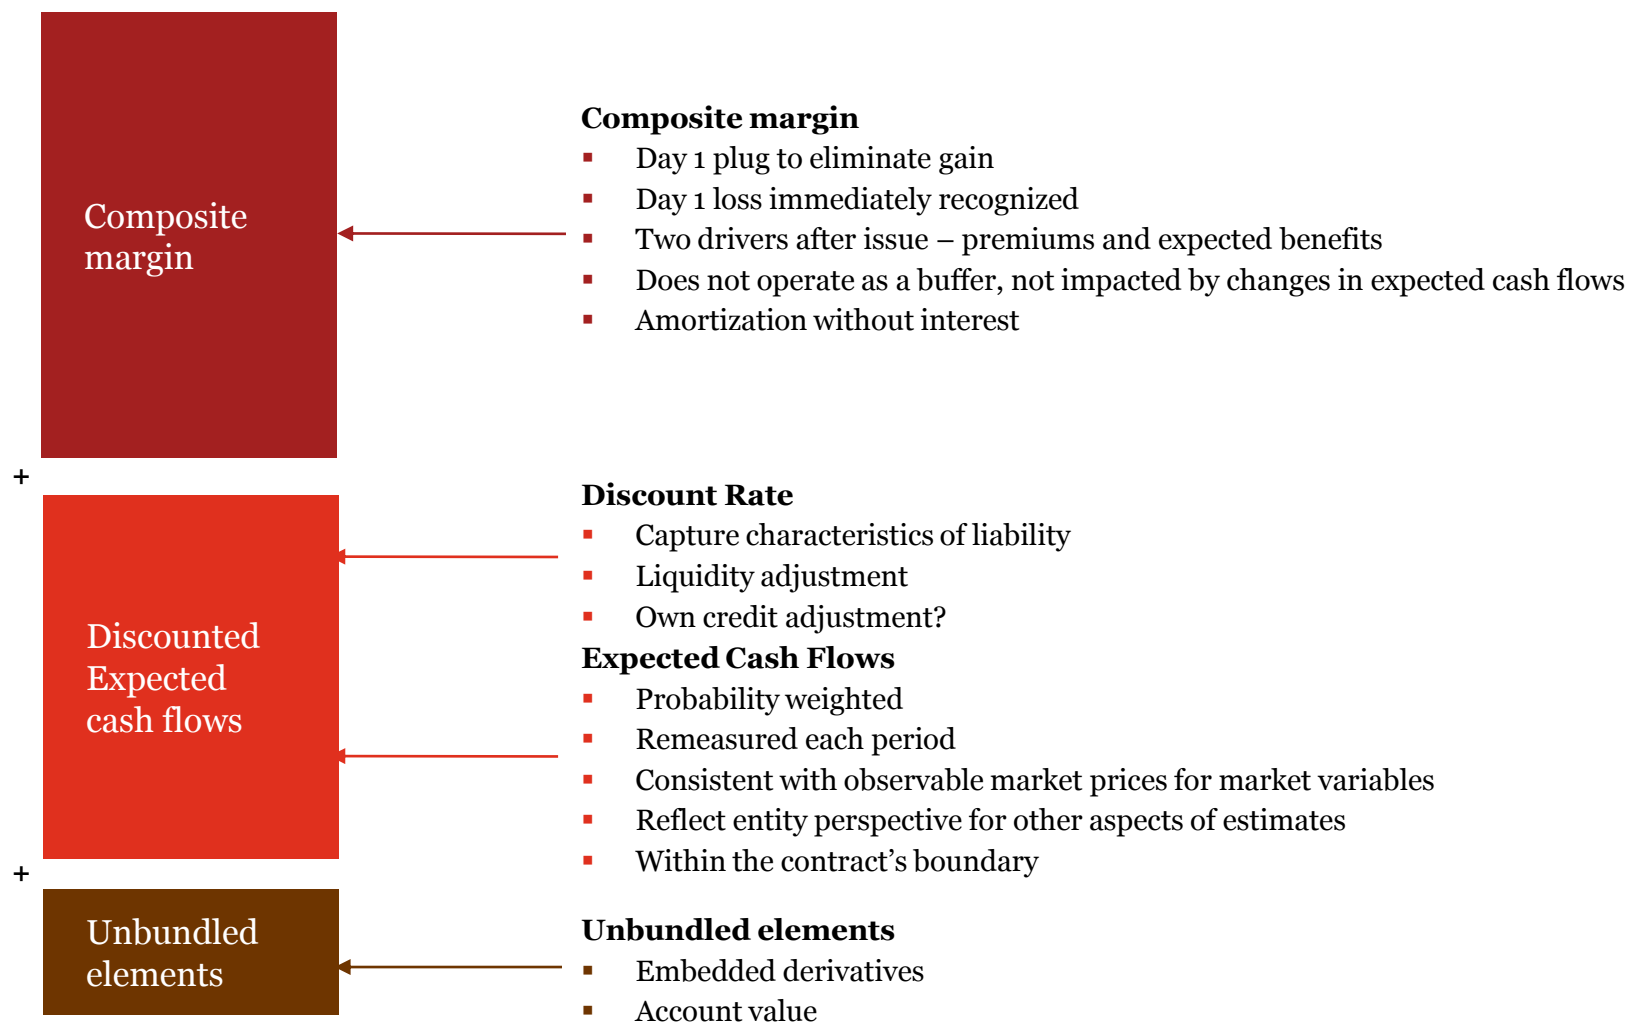 Composite
margin
Composite margin
▪ Day 1 plug to eliminate gain
▪ Day 1 loss immediately recognized
▪ Two drivers after issue – premiums and expected benefits
▪ Does not operate as a buffer, not impacted by changes in expected cash flows
▪ Amortization without interest
+
Discounted
Expected
cash flows
Discount Rate
▪ Capture characteristics of liability
▪ Liquidity adjustment
▪ Own credit adjustment?
Expected Cash Flows
▪ Probability weighted
▪ Remeasured each period
▪ Consistent with observable market prices for market variables
▪ Reflect entity perspective for other aspects of estimates
▪ Within the contract’s boundary
+
Unbundled
elements
Unbundled elements
▪ Embedded derivatives
▪ Account value